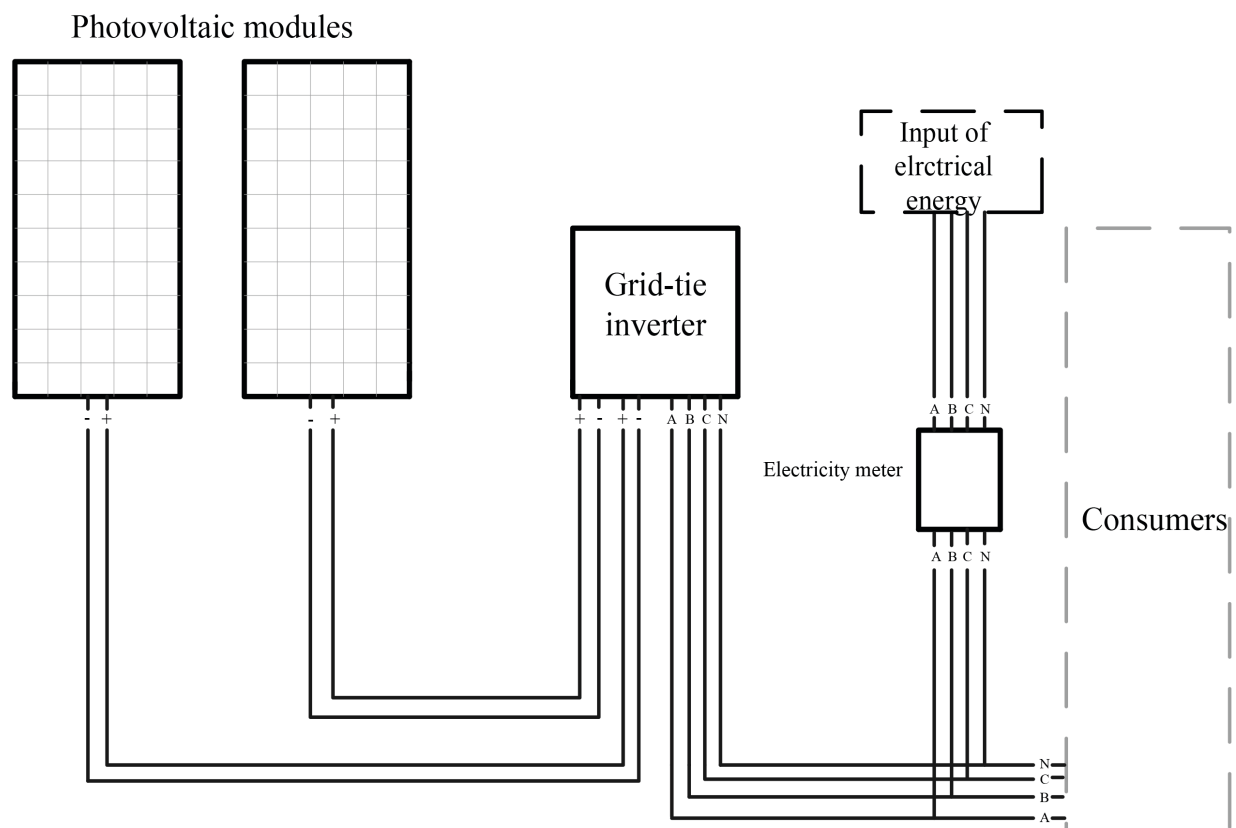 Photovoltaic modules
Input of
elrctrical
energy
Grid-tie
inverter
- +
- +
+ - + - A B C N
A B C N
Electricity meter
Consumers
A B C N
N
C
B
A